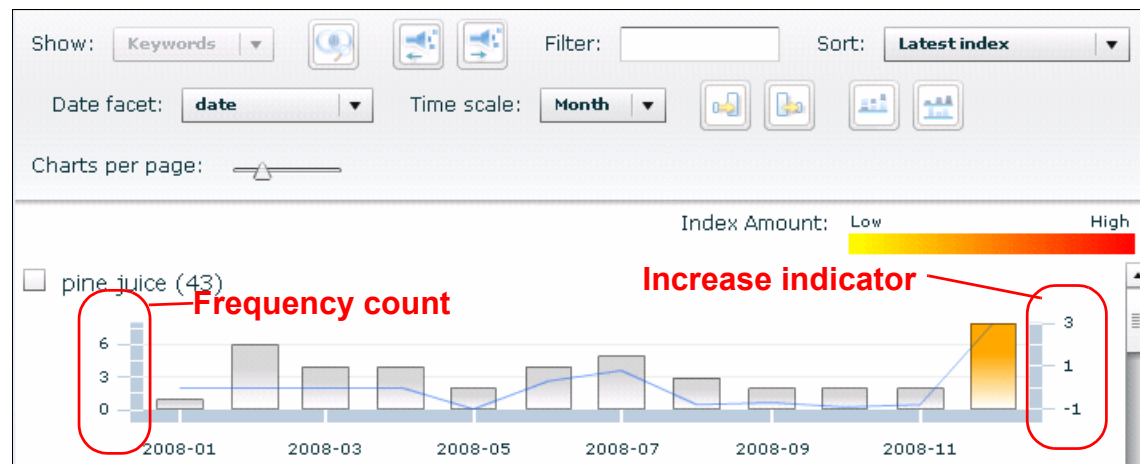 Show: Keywords Filter: Sort: Latest index
Date facet: date Time scale: Month
Charts per page:
Index Amount: Low High
pine juice (43)
Increase indicator
Frequency count
6
3
0
3
1
-1
2008-01 2008-03 2008-05 2008-07 2008-09 2008-11